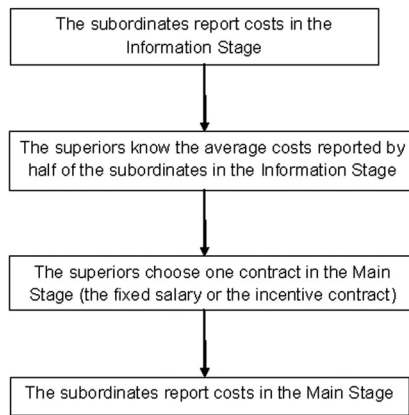 The subordinates report costs in the
Information Stage
The superiors know the average costs reported by
half of the subordinates in the Information Stage
The superiors choose one contract in the Main
Stage (the fixed salary or the incentive contract)
The subordinates report costs in the Main Stage